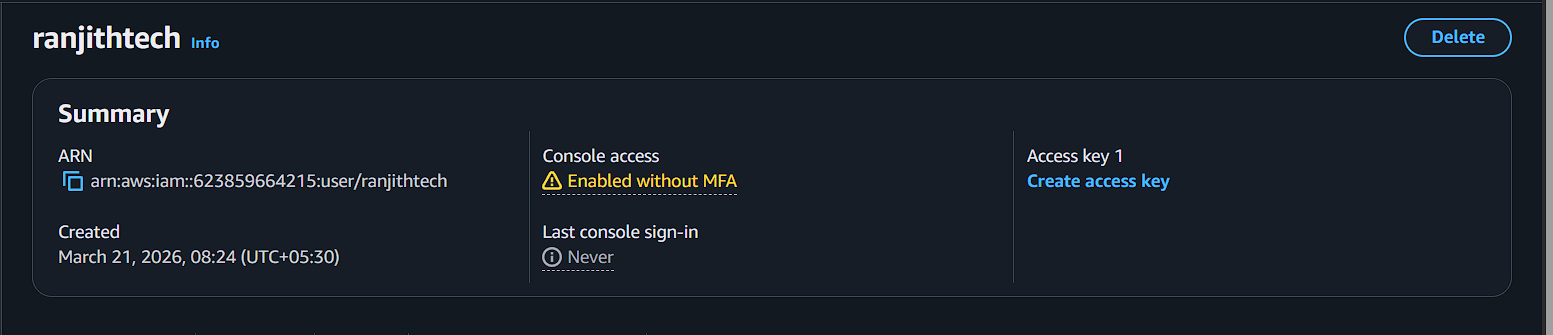 ranjithtech Info
Delete
Summary
ARN
arn:aws:iam::623859664215:user/ranjithtech
Created
March 21, 2026, 08:24 (UTC+05:30)
Console access
Enabled without MFA
Last console sign-in
Never
Access key 1
Create access key